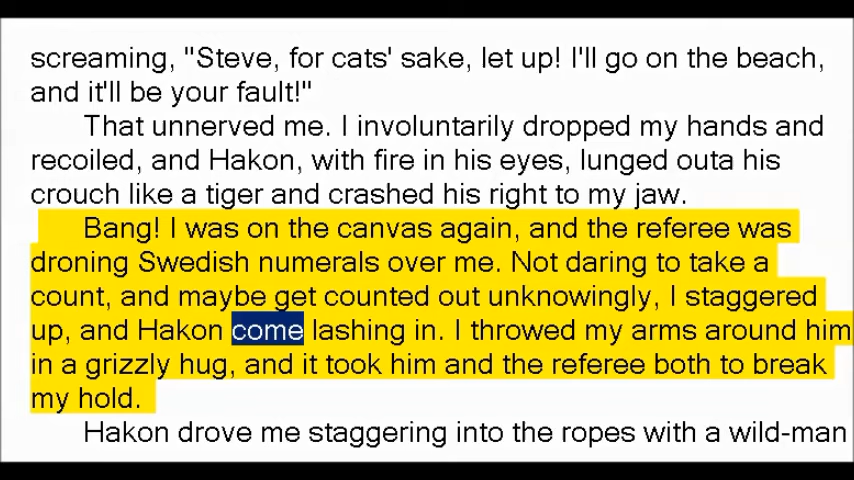 screaming, "Steve, for cats' sake, let up! I'll go on the beach,
and it'll be your fault!"
That unnerved me. I involuntarily dropped my hands and
recoiled, and Hakon, with fire in his eyes, lunged outa his
crouch like a tiger and crashed his right to my jaw.
Bang! I was on the canvas again, and the referee was
droning Swedish numerals over me. Not daring to take a
count, and maybe get counted out unknowingly, I staggered
up, and Hakon come lashing in. I throwed my arms around him
in a grizzly hug, and it took him and the referee both to break
my hold.
Hakon drove me staggering into the ropes with a wild-man